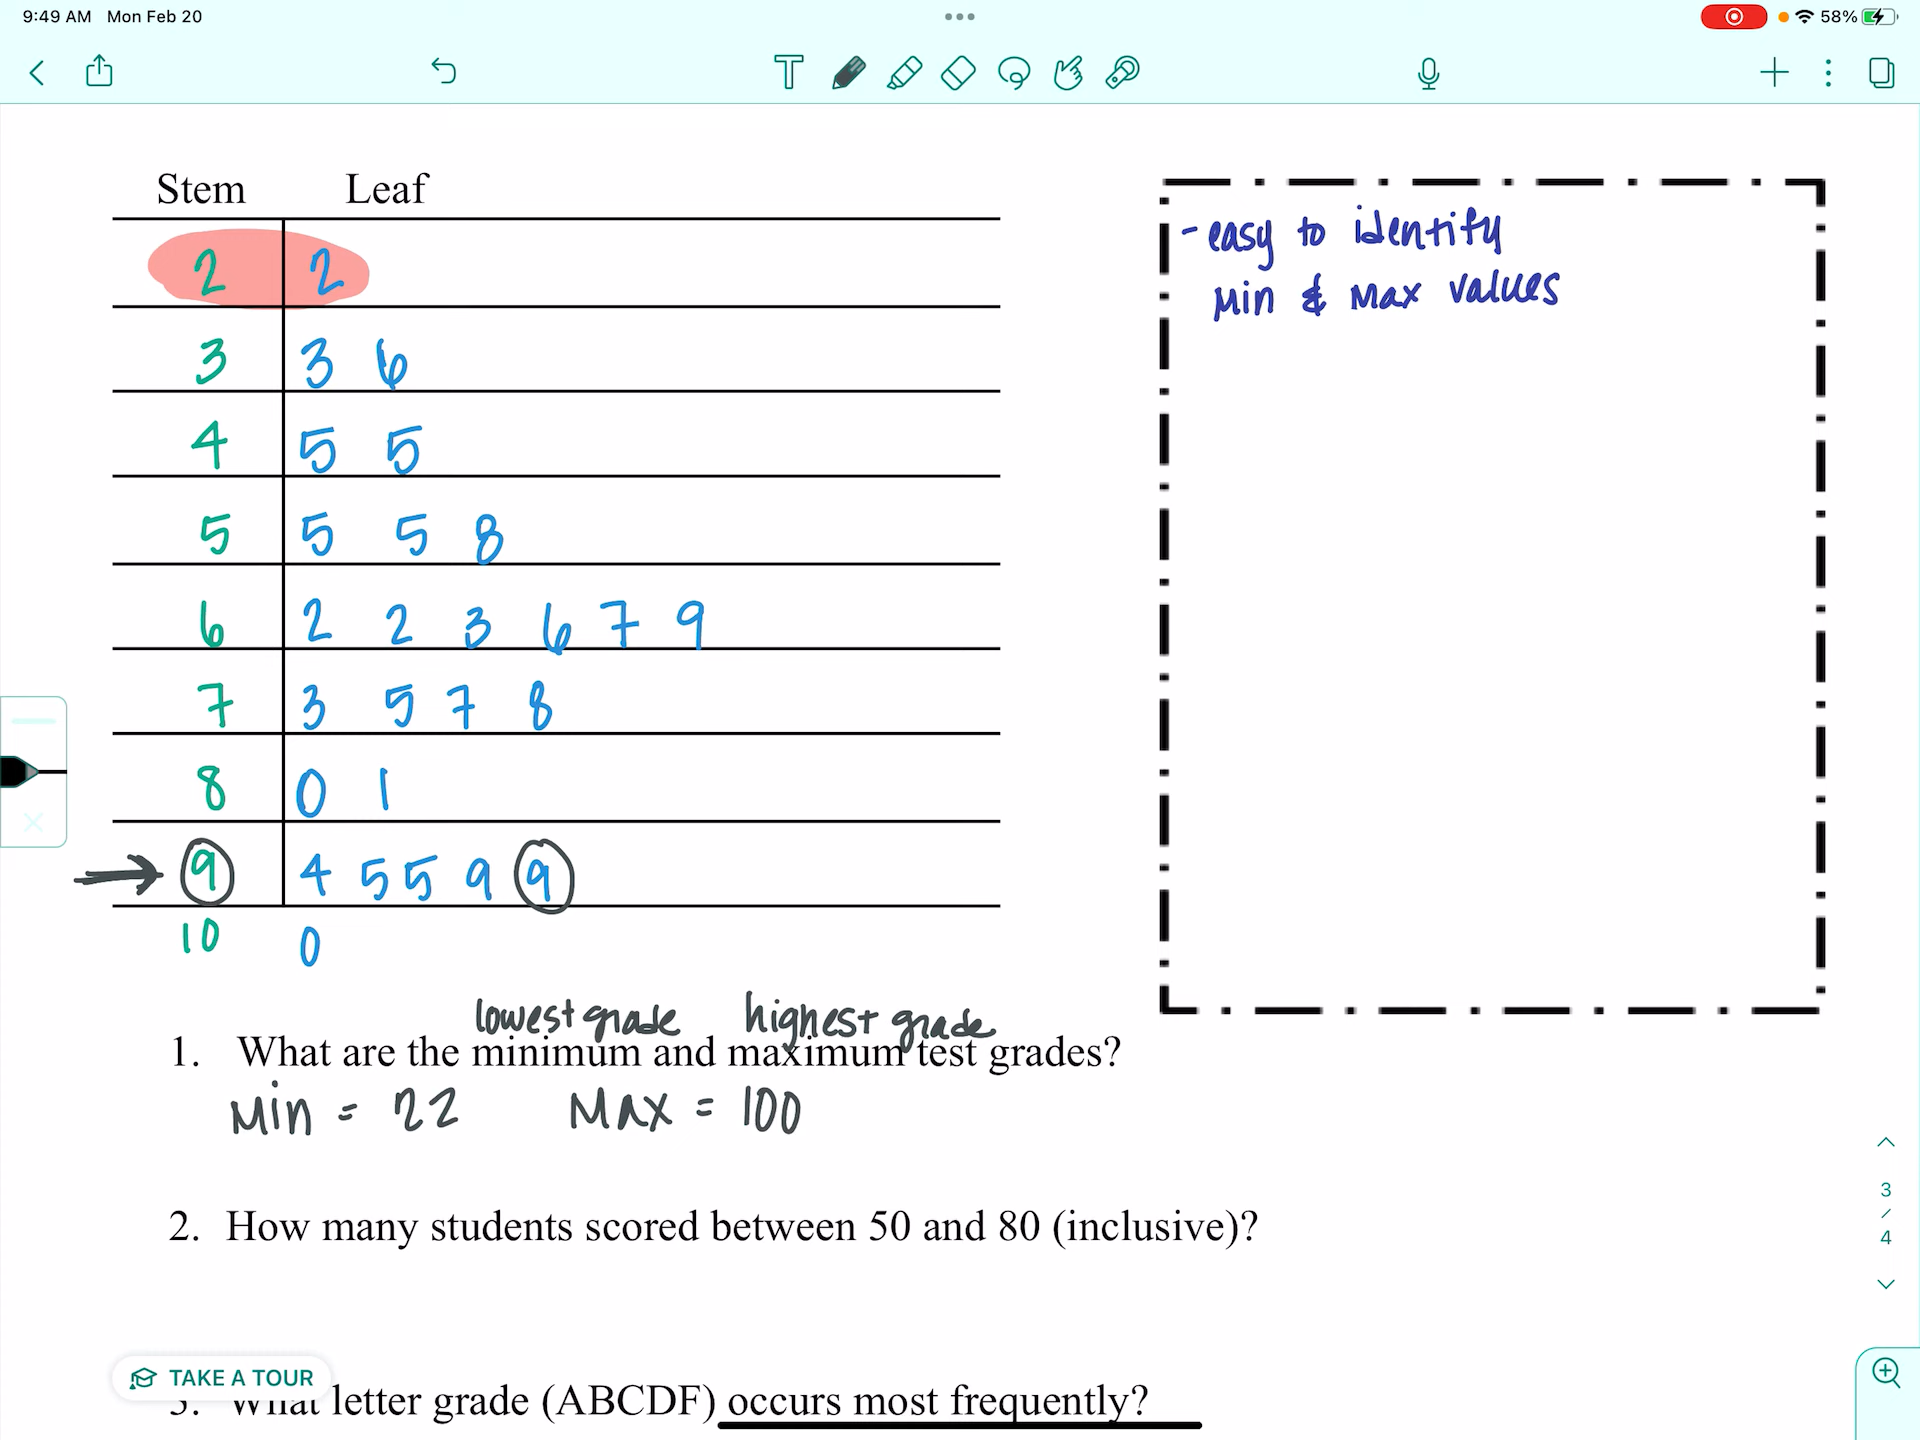 9:49 AM Mon Feb 20
58%
T
Stem Leaf
2 2
3 3 6
4 5 5
5 5 5 8
6 2 2 3 6 7 9
7 3 5 7 8
8 0 1
9 4 5 5 9 9
10 0
- easy to identify
Min & Max values
lowest grade highest grade
1. What are the minimum and maximum test grades?
Min = 22 Max = 100
2. How many students scored between 50 and 80 (inclusive)?
TAKE A TOUR
3. What letter grade (ABCDF) occurs most frequently?
3
/
4